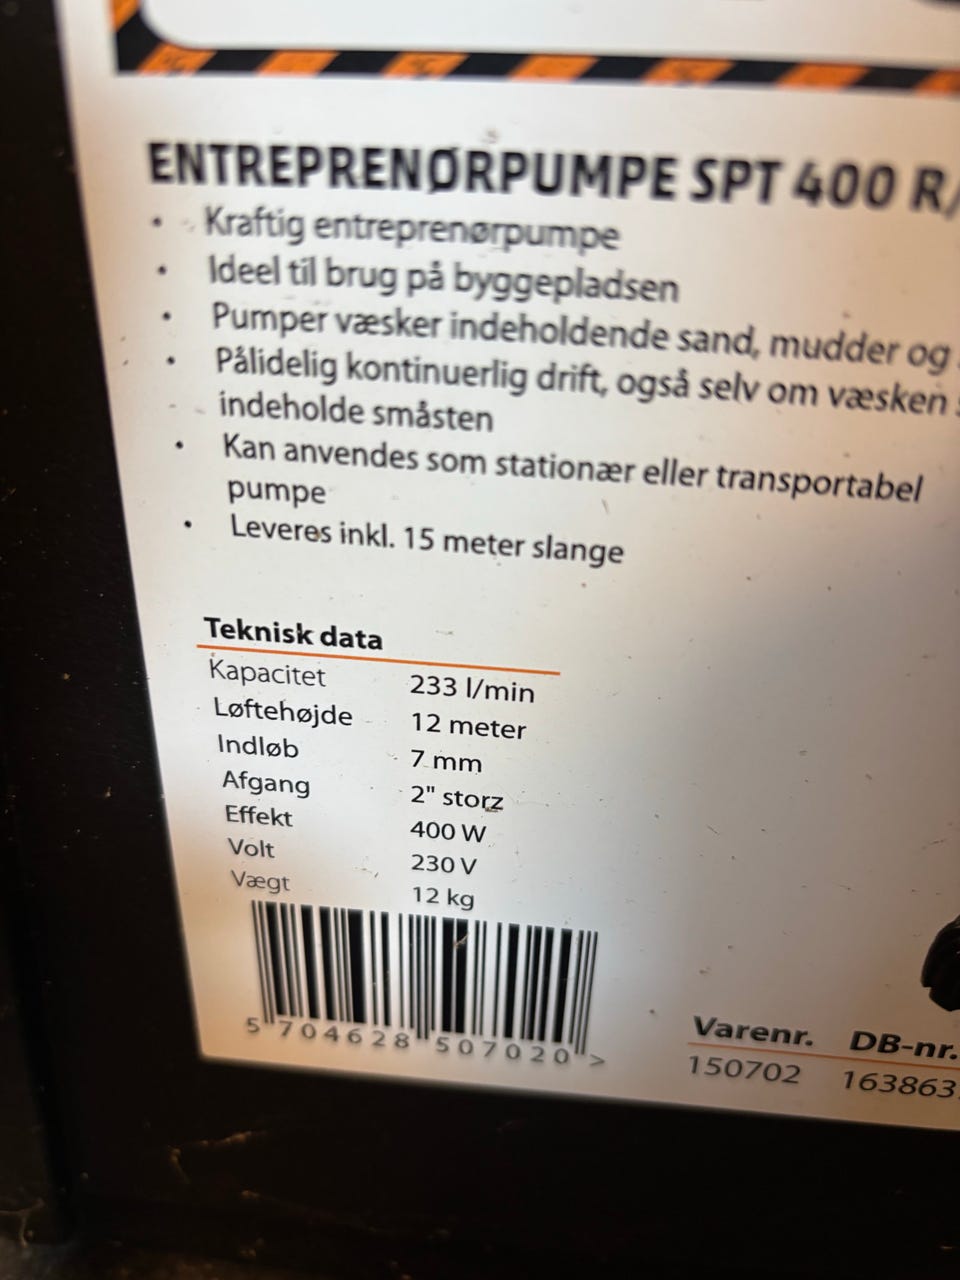 ENTREPRENØRPUMPE SPT 400 R/
• Kraftig entreprenørpumpe
• Ideel til brug på byggepladsen
• Pumper væsker indeholdende sand, mudder og
• Pålidelig kontinuerlig drift, også selv om væsken
indeholde småsten
• Kan anvendes som stationær eller transportabel
pumpe
• Leveres inkl. 15 meter slange
Teknisk data
Kapacitet 233 l/min
Løftehøjde 12 meter
Indløb 7 mm
Afgang 2" storz
Effekt 400 W
Volt 230 V
Vægt 12 kg
5 704628 507020 >
Varenr. DB-nr.
150702 163863